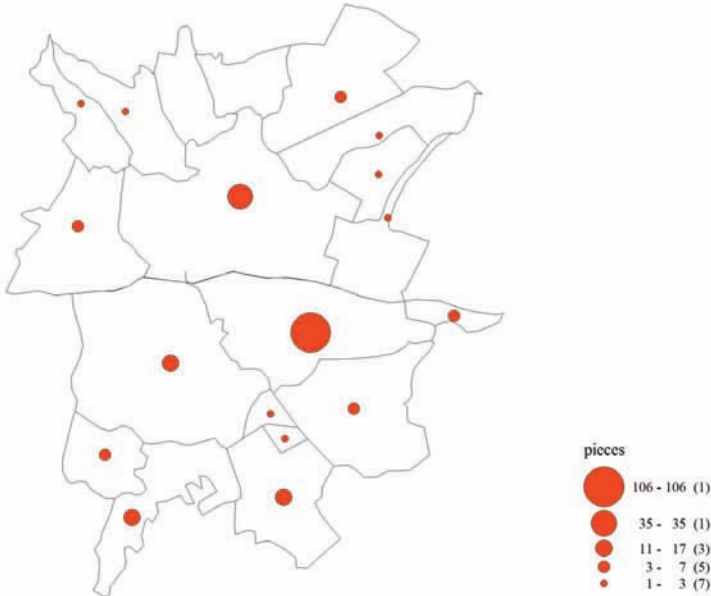 pieces
106 - 106 (1)
35 - 35 (1)
11 - 17 (3)
3 - 7 (5)
1 - 3 (7)